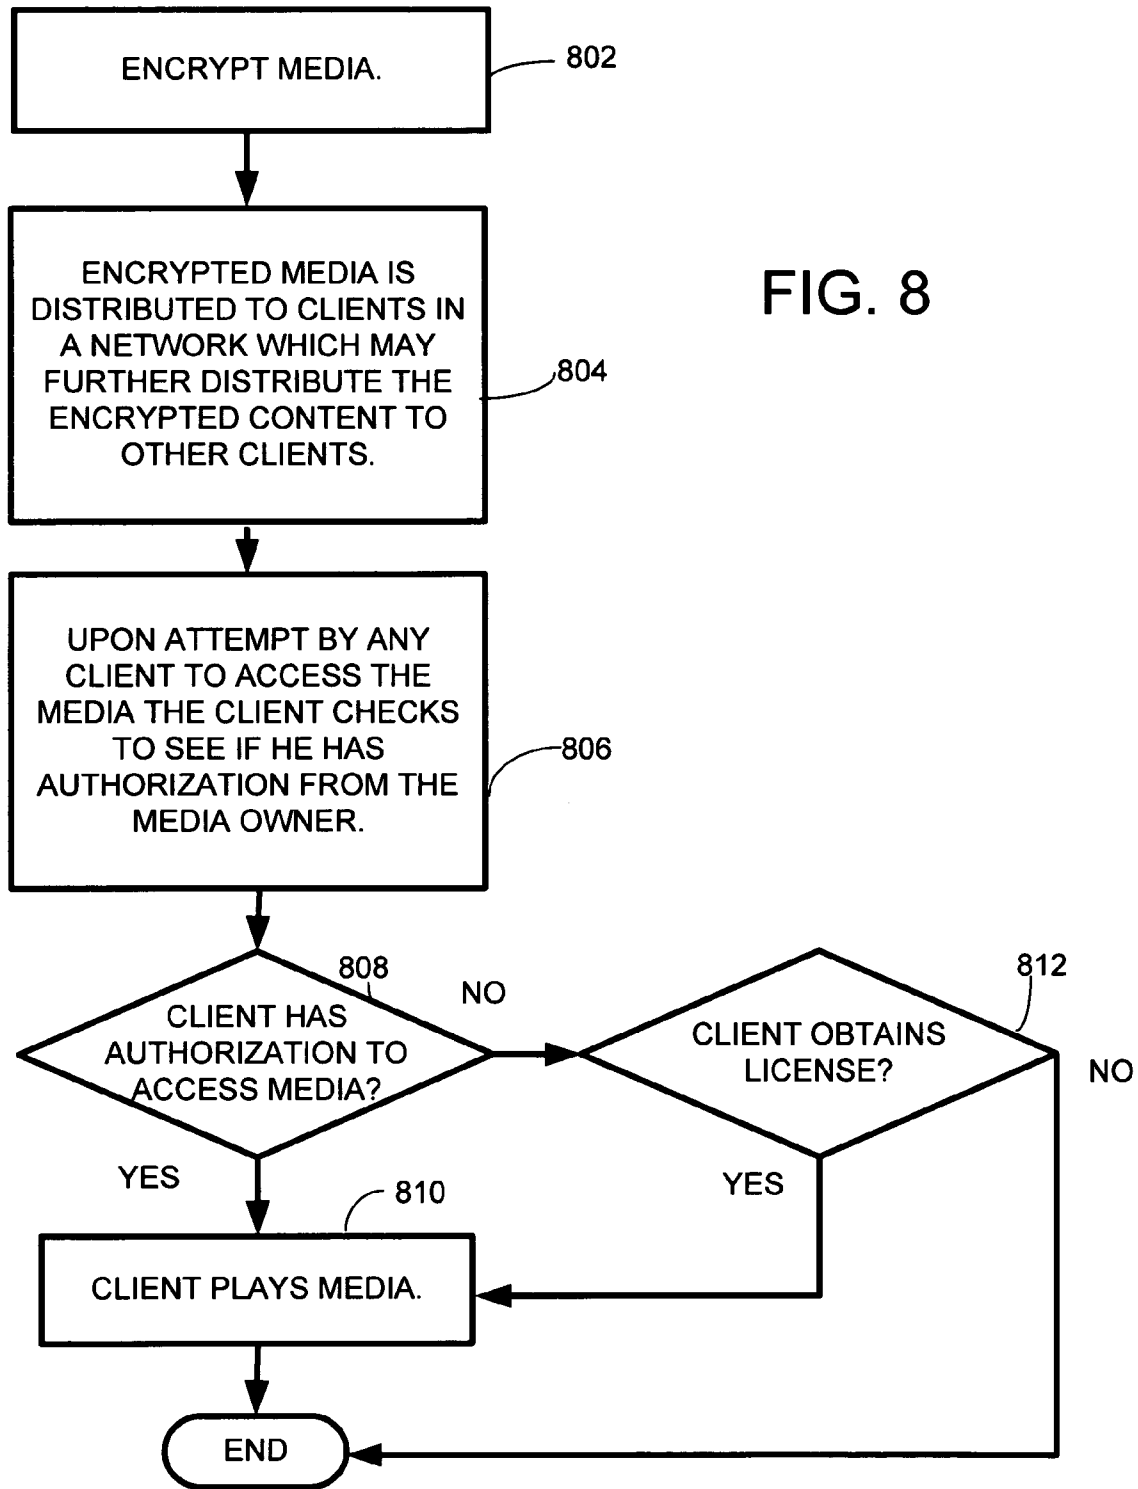 ENCRYPT MEDIA.
802
ENCRYPTED MEDIA IS
DISTRIBUTED TO CLIENTS IN
A NETWORK WHICH MAY
FURTHER DISTRIBUTE THE
ENCRYPTED CONTENT TO
OTHER CLIENTS.
804
FIG. 8
UPON ATTEMPT BY ANY
CLIENT TO ACCESS THE
MEDIA THE CLIENT CHECKS
TO SEE IF HE HAS
AUTHORIZATION FROM THE
MEDIA OWNER.
806
808
CLIENT HAS
AUTHORIZATION TO
ACCESS MEDIA?
NO
812
CLIENT OBTAINS
LICENSE?
NO
YES
YES
810
CLIENT PLAYS MEDIA.
END